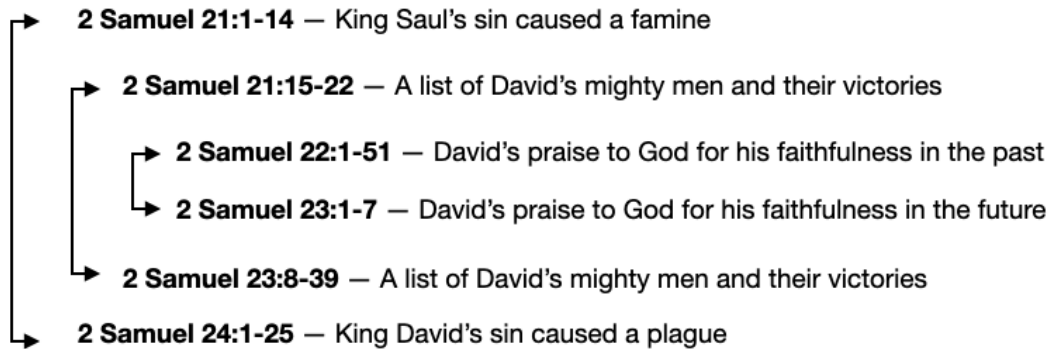 2 Samuel 21:1-14 — King Saul’s sin caused a famine
2 Samuel 21:15-22 — A list of David’s mighty men and their victories
2 Samuel 22:1-51 — David’s praise to God for his faithfulness in the past
2 Samuel 23:1-7 — David’s praise to God for his faithfulness in the future
2 Samuel 23:8-39 — A list of David’s mighty men and their victories
2 Samuel 24:1-25 — King David’s sin caused a plague